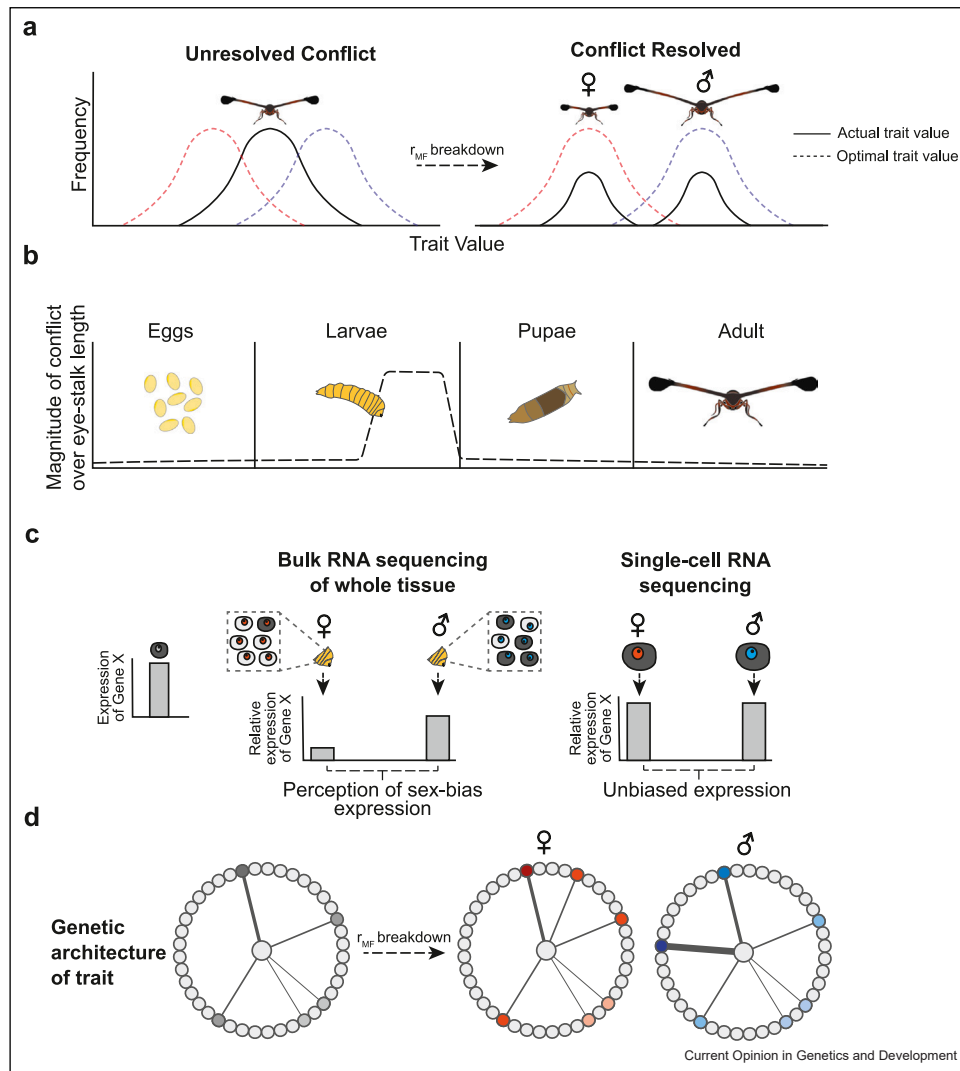 a
Unresolved Conflict
Conflict Resolved
♀
♂
Frequency
rMF breakdown
Actual trait value
Optimal trait value
Trait Value
b
Magnitude of conflict
over eye-stalk length
Eggs
Larvae
Pupae
Adult
c
Bulk RNA sequencing
of whole tissue
Single-cell RNA
sequencing
♀
♂
♀
♂
Expression
of Gene X
Relative
expression
of Gene X
Relative
expression
of Gene X
Perception of sex-bias
expression
Unbiased expression
d
♀
♂
Genetic
architecture
of trait
rMF breakdown
Current Opinion in Genetics and Development